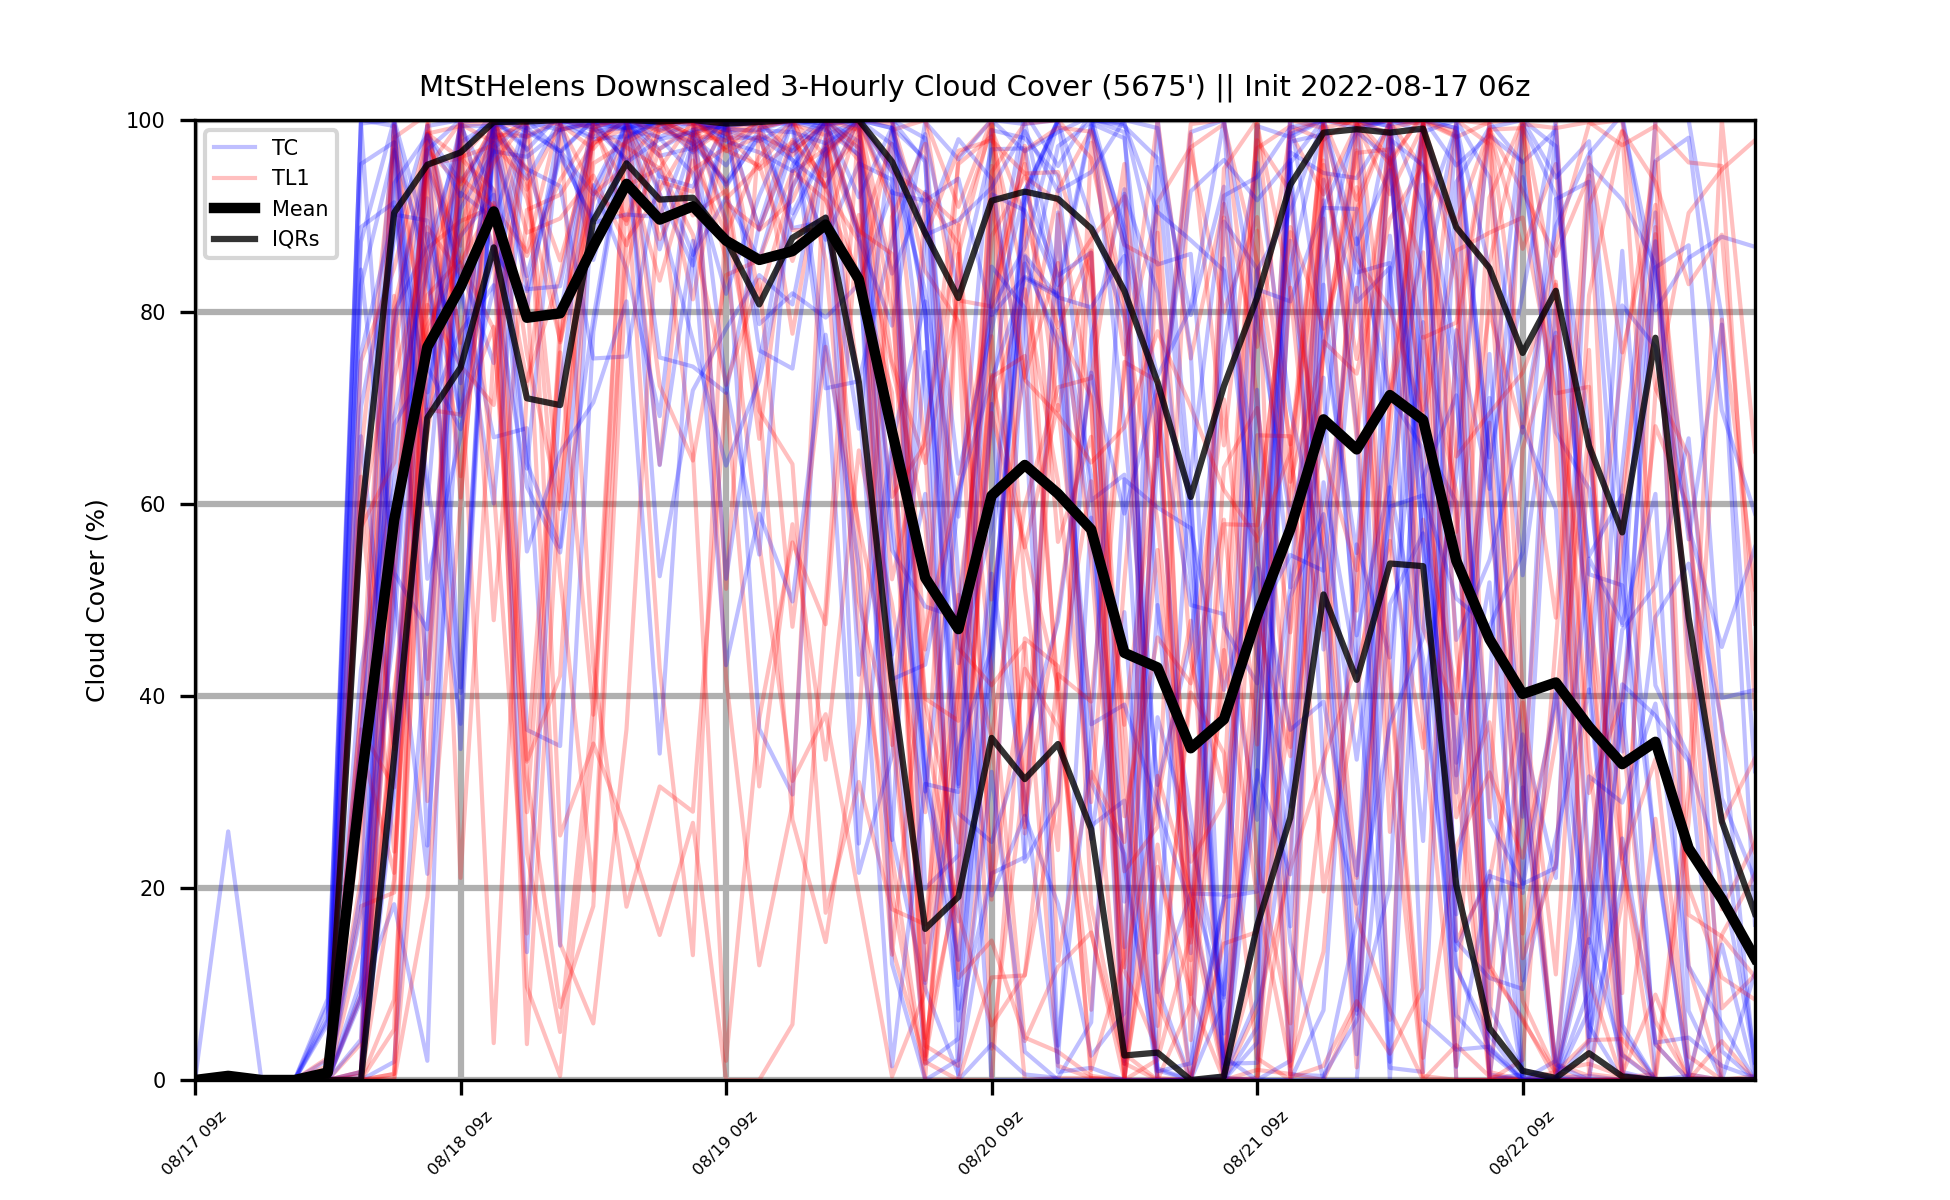 MtStHelens Downscaled 3-Hourly Cloud Cover (5675') || Init 2022-08-17 06z
100
80
60
40
20
0
Cloud Cover (%)
TC
TL1
Mean
IQRs
08/17 09z
08/18 09z
08/19 09z
08/20 09z
08/21 09z
08/22 09z